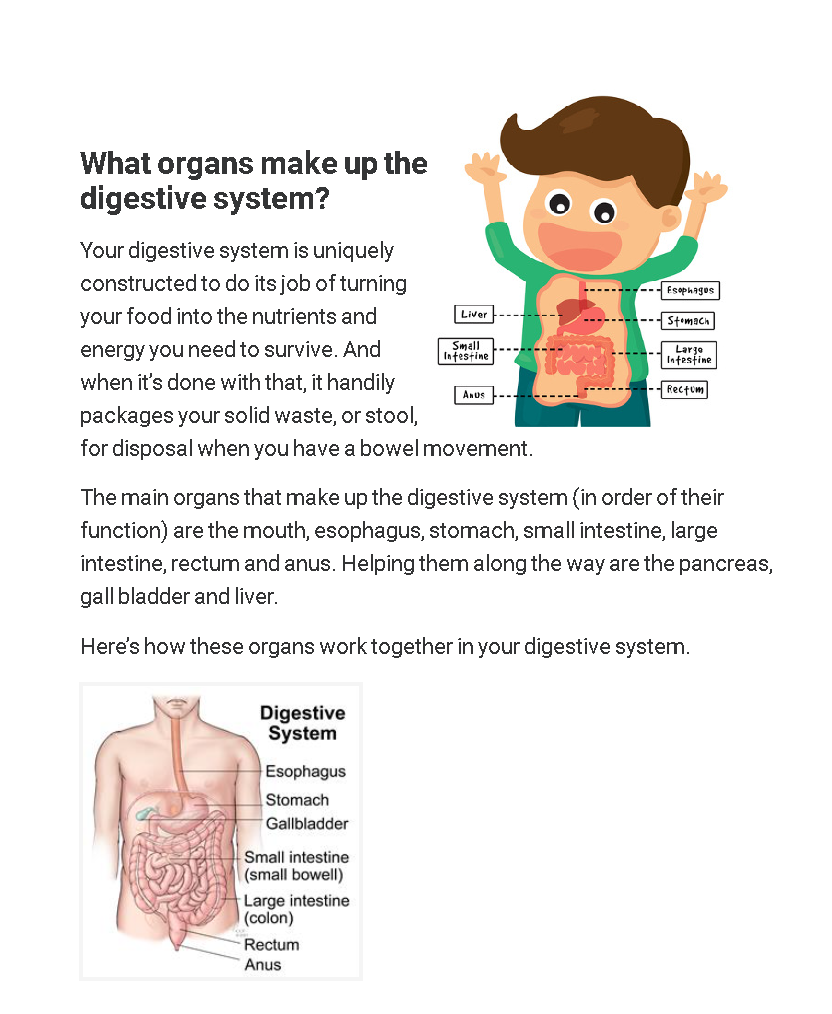 What organs make up the
digestive system?
Your digestive system is uniquely
constructed to do its job of turning
your food into the nutrients and
energy you need to survive. And
when it's done with that, it handily
packages your solid waste, or stool,
for disposal when you have a bowel movement.
Esophagus
Liver
Stomach
Small
Intestine
Large
Intestine
Anus
Rectum
The main organs that make up the digestive system (in order of their
function) are the mouth, esophagus, stomach, small intestine, large
intestine, rectum and anus. Helping them along the way are the pancreas,
gall bladder and liver.
Here's how these organs work together in your digestive system.
Digestive
System
Esophagus
Stomach
Gallbladder
Small intestine
(small bowell)
Large intestine
(colon)
Rectum
Anus